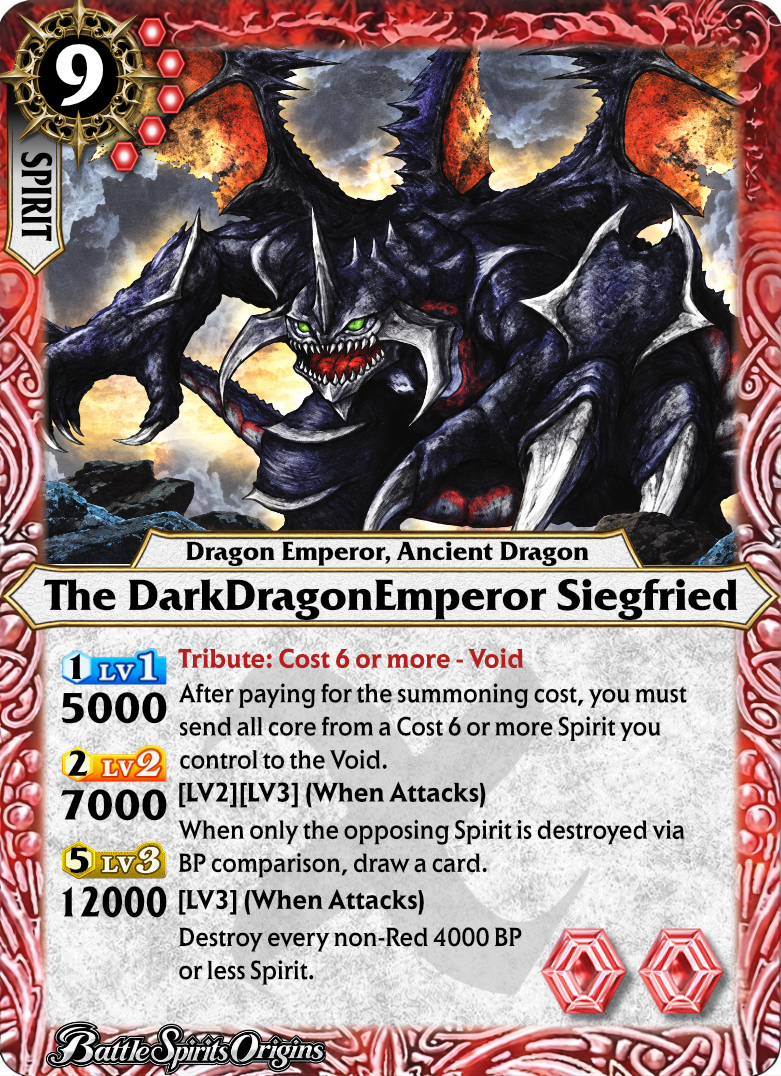 9
SPIRIT
Dragon Emperor, Ancient Dragon
The DarkDragonEmperor Siegfried
1 LV1
5000
2 LV2
7000
5 LV3
12000
Tribute: Cost 6 or more - Void
After paying for the summoning cost, you must
send all core from a Cost 6 or more Spirit you
control to the Void.
[LV2][LV3] (When Attacks)
When only the opposing Spirit is destroyed via
BP comparison, draw a card.
[LV3] (When Attacks)
Destroy every non-Red 4000 BP
or less Spirit.
Battle Spirits Origins